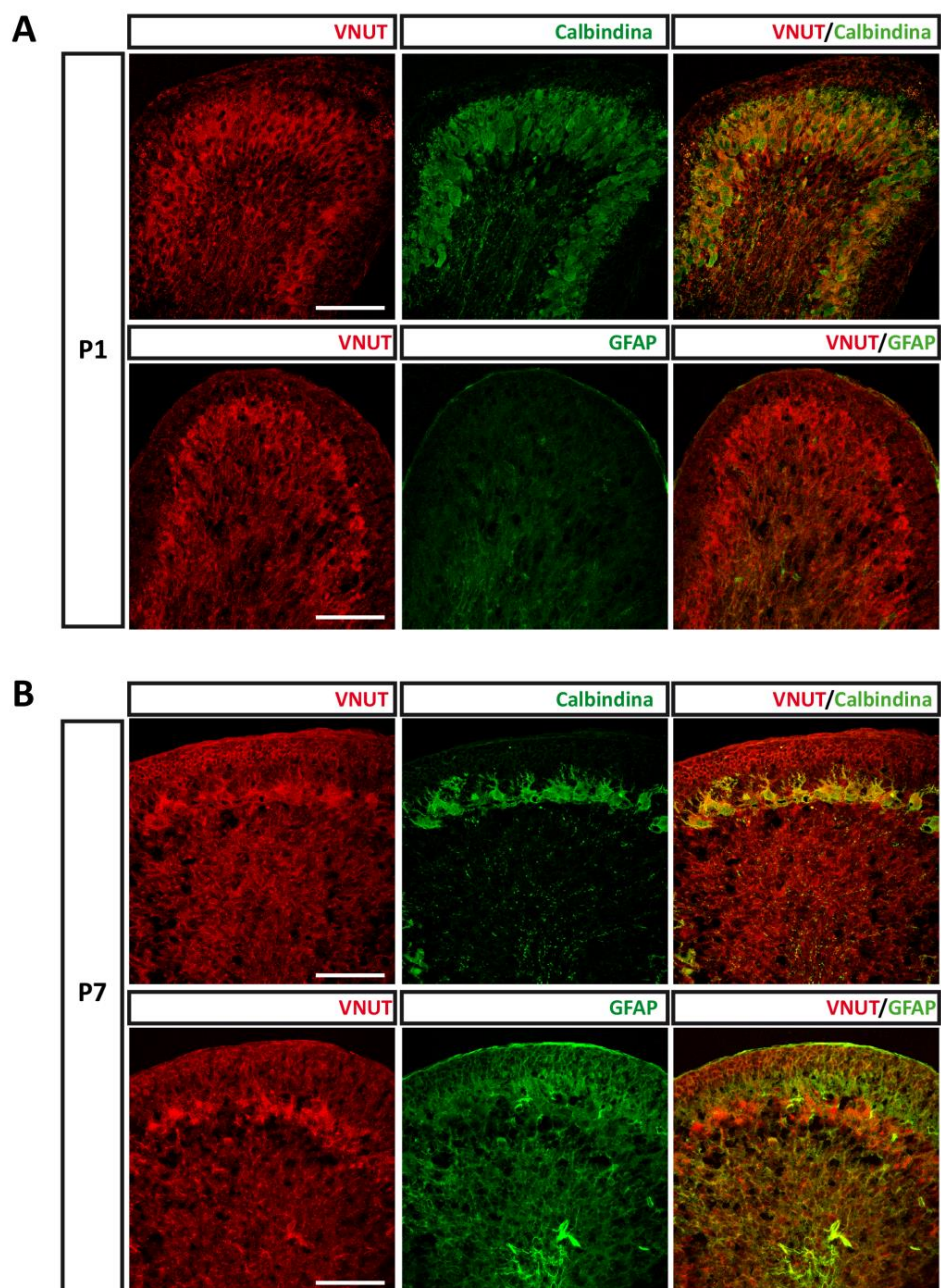 A
VNUT Calbindina VNUT/Calbindina
P1
VNUT GFAP VNUT/GFAP
B
VNUT Calbindina VNUT/Calbindina
P7
VNUT GFAP VNUT/GFAP